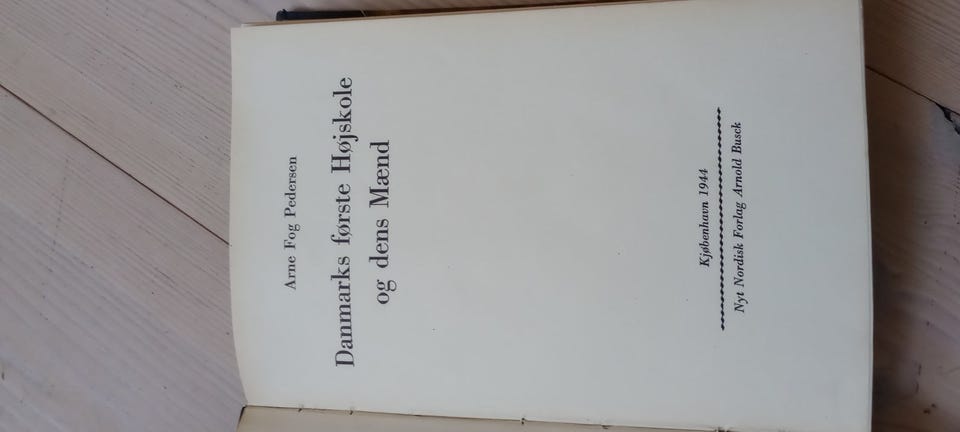 Arne Fog Pedersen
Danmarks første Højskole
og dens Mænd
Kjøbenhavn 1944
Nyt Nordisk Forlag Arnold Busck